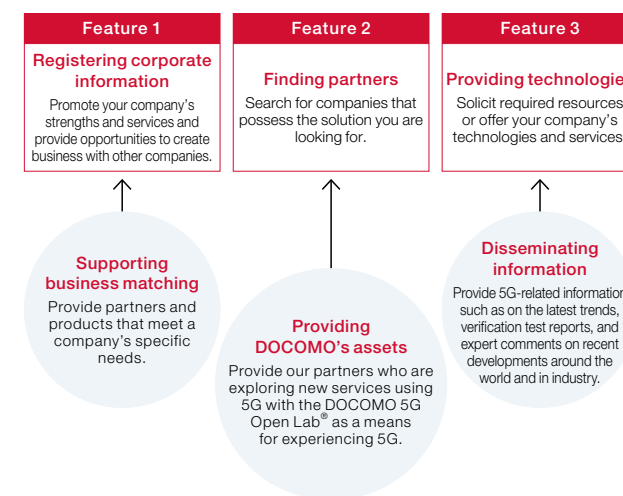 Feature 1
Registering corporate
information
Promote your company's
strengths and services and
provide opportunities to create
business with other companies.
Feature 2
Finding partners
Search for companies that
possess the solution you are
looking for.
Feature 3
Providing technologie
Solicit required resources
or offer your company's
technologies and services
Supporting
business matching
Provide partners and
products that meet a
company's specific
needs.
Providing
DOCOMO's assets
Provide our partners who are
exploring new services using
5G with the DOCOMO 5G
Open Lab® as a means
for experiencing 5G.
Disseminating
information
Provide 5G-related information
such as on the latest trends,
verification test reports, and
expert comments on recent
developments around the
world and in industry.